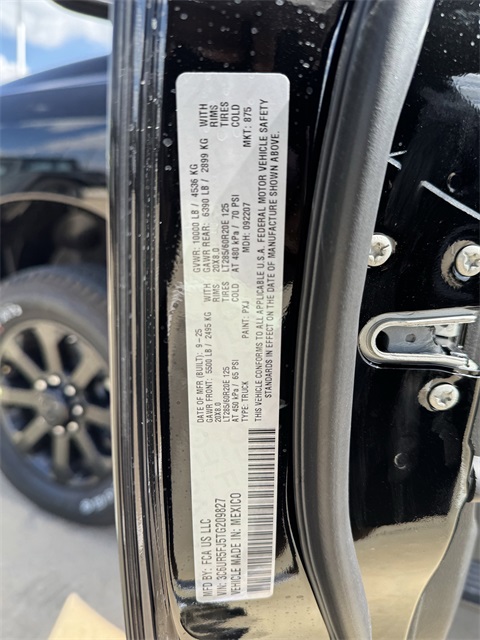 MFD BY: FCA US LLC
DATE OF MFR (BUILT): 9-25
GVWR: 10000 LB / 4536 KG
GAWR FRONT: 5500 LB / 2495 KG WITH
GAWR REAR: 6390 LB / 2899 KG WITH
20X8.0 RIMS
20X8.0 RIMS
LT285/60R20E 125 TIRES
LT285/60R20E 125 TIRES
AT 450 kPa / 65 PSI COLD
AT 480 kPa / 70 PSI COLD
VIN: 3C6UR5FJ5TG209827
TYPE: TRUCK
PAINT: PXJ
MDH: 092207
MKT: 875
VEHICLE MADE IN: MEXICO
THIS VEHICLE CONFORMS TO ALL APPLICABLE U.S.A. FEDERAL MOTOR VEHICLE SAFETY
STANDARDS IN EFFECT ON THE DATE OF MANUFACTURE SHOWN ABOVE.